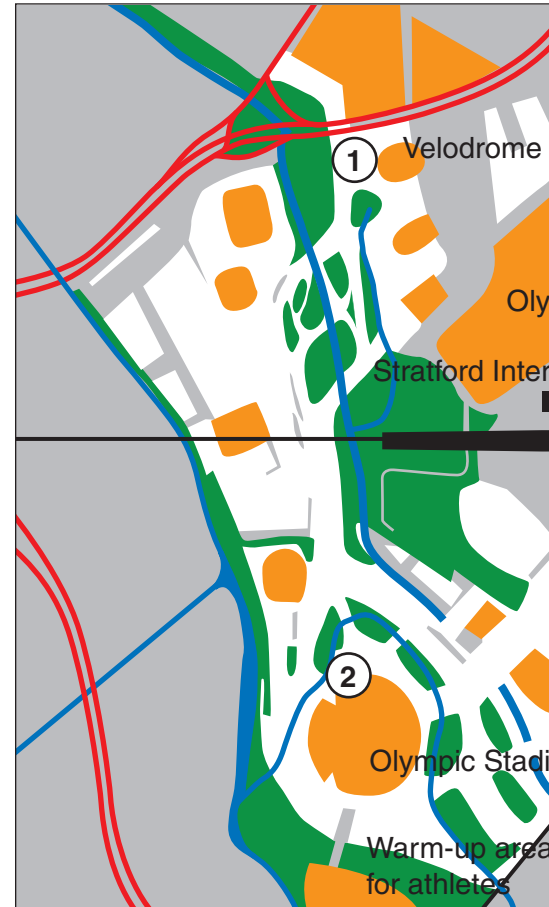 1
Velodrome
Oly
Stratford Inter
2
Olympic Stadi
Warm-up area
for athletes